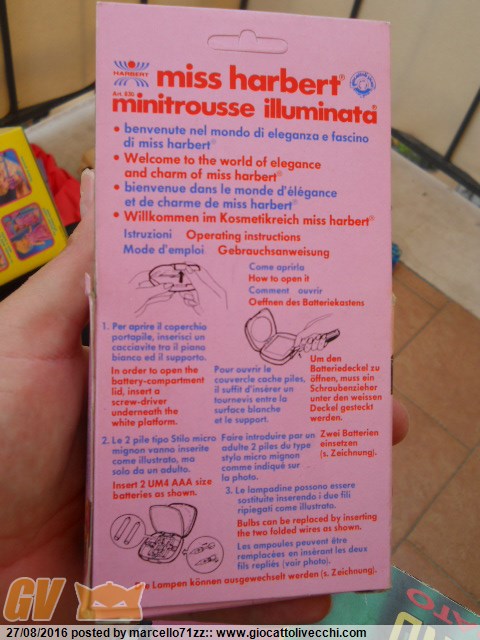 HARBERT
miss harbert®
minitrousse illuminata®
• benvenute nel mondo di eleganza e fascino
di miss harbert®
• Welcome to the world of elegance
and charm of miss harbert®
• bienvenue dans le monde d'élégance
et de charme de miss harbert®
• Willkommen im Kosmetikreich miss harbert®
Istruzioni Operating instructions
Mode d'emploi Gebrauchsanweisung
Come aprirla
How to open it
Comment ouvrir
Oeffnen des Batteriekastens
1. Per aprire il coperchio
portapile, inserisci un
cacciavite tra il piano
bianco ed il supporto.
In order to open
the battery-compartment
lid, insert a
screw-driver
underneath the
white platform.
Pour ouvrir le
couvercle cache piles,
il suffit d'insérer un
tournevis entre la
surface blanche
et le support.
Um den
Batteriedeckel zu
öffnen, muss ein
Schraubenzieher
unter den weissen
Deckel gesteckt
werden.
2. Le 2 pile tipo Stilo micro
mignon vanno inserite
come illustrato, ma
solo da un adulto.
Insert 2 UM4 AAA size
batteries as shown.
Faire introduire par un
adulte 2 piles du type
stylo micro mignon
comme indiqué sur
la photo.
Zwei Batterien
einsetzen
(s. Zeichnung).
3. Le lampadine possono essere
sostituite inserendo i due fili
ripiegati come illustrato.
Bulbs can be replaced by inserting
the two folded wires as shown.
Les ampoules peuvent être
remplacées en insérant les deux
fils repliés (voir photo).
Die Lampen können ausgewechselt werden (s. Zeichnung).
GV
27/08/2016 posted by marcello71zz:: www.giocattolivecchi.com